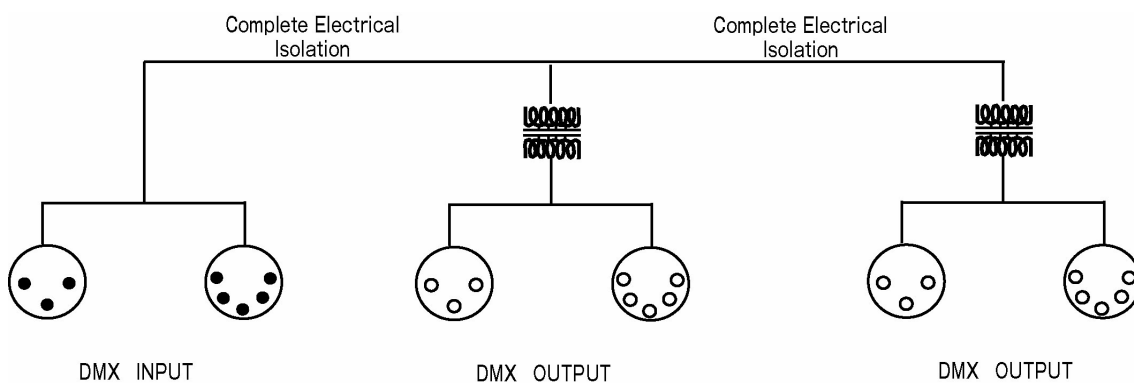 Complete Electrical
Isolation
Complete Electrical
Isolation
DMX INPUT
DMX OUTPUT
DMX OUTPUT